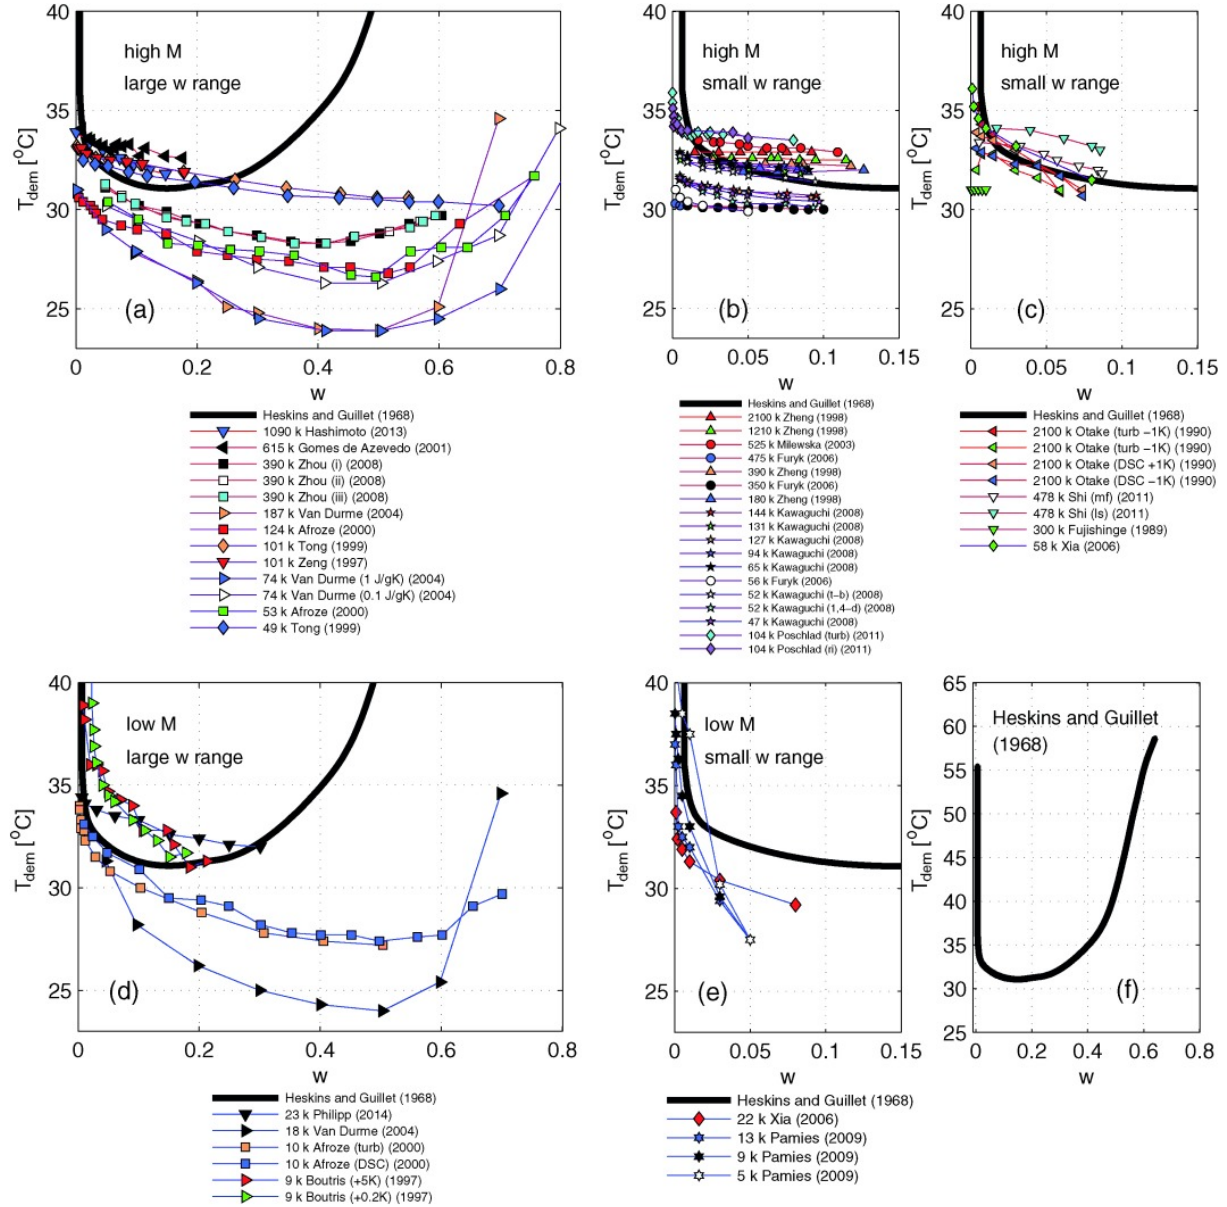 40
35
30
25
T_dem [°C]
high M
large w range
(a)
0
0.2
0.4
0.6
0.8
w
Heskins and Guillet (1968)
1090 k Hashimoto (2013)
615 k Gomes de Azevedo (2001)
390 k Zhou (i) (2008)
390 k Zhou (ii) (2008)
390 k Zhou (iii) (2008)
187 k Van Durme (2004)
124 k Afroze (2000)
101 k Tong (1999)
101 k Zeng (1997)
74 k Van Durme (1 J/gK) (2004)
74 k Van Durme (0.1 J/gK) (2004)
53 k Afroze (2000)
49 k Tong (1999)
40
35
30
25
T_dem [°C]
high M
small w range
(b)
0
0.05
0.1
0.15
w
Heskins and Guillet (1968)
2100 k Zheng (1998)
1210 k Zheng (1998)
525 k Milewska (2003)
475 k Furyk (2006)
390 k Zheng (1998)
350 k Furyk (2006)
180 k Zheng (1998)
144 k Kawaguchi (2008)
131 k Kawaguchi (2008)
127 k Kawaguchi (2008)
94 k Kawaguchi (2008)
65 k Kawaguchi (2008)
56 k Furyk (2006)
52 k Kawaguchi (t−b) (2008)
52 k Kawaguchi (1,4−d) (2008)
47 k Kawaguchi (2008)
104 k Poschlad (turb) (2011)
104 k Poschlad (ri) (2011)
40
35
30
25
T_dem [°C]
high M
small w range
(c)
0
0.05
0.1
0.15
w
Heskins and Guillet (1968)
2100 k Otake (turb −1K) (1990)
2100 k Otake (turb −1K) (1990)
2100 k Otake (DSC +1K) (1990)
2100 k Otake (DSC −1K) (1990)
478 k Shi (mf) (2011)
478 k Shi (ls) (2011)
300 k Fujishinge (1989)
58 k Xia (2006)
40
35
30
25
T_dem [°C]
low M
large w range
(d)
0
0.2
0.4
0.6
0.8
w
Heskins and Guillet (1968)
23 k Philipp (2014)
18 k Van Durme (2004)
10 k Afroze (turb) (2000)
10 k Afroze (DSC) (2000)
9 k Boutris (+5K) (1997)
9 k Boutris (+0.2K) (1997)
40
35
30
25
T_dem [°C]
low M
small w range
(e)
0
0.05
0.1
0.15
w
Heskins and Guillet (1968)
22 k Xia (2006)
13 k Pamies (2009)
9 k Pamies (2009)
5 k Pamies (2009)
65
60
55
50
45
40
35
30
25
T_dem [°C]
Heskins and Guillet
(1968)
(f)
0
0.2
0.4
0.6
0.8
w